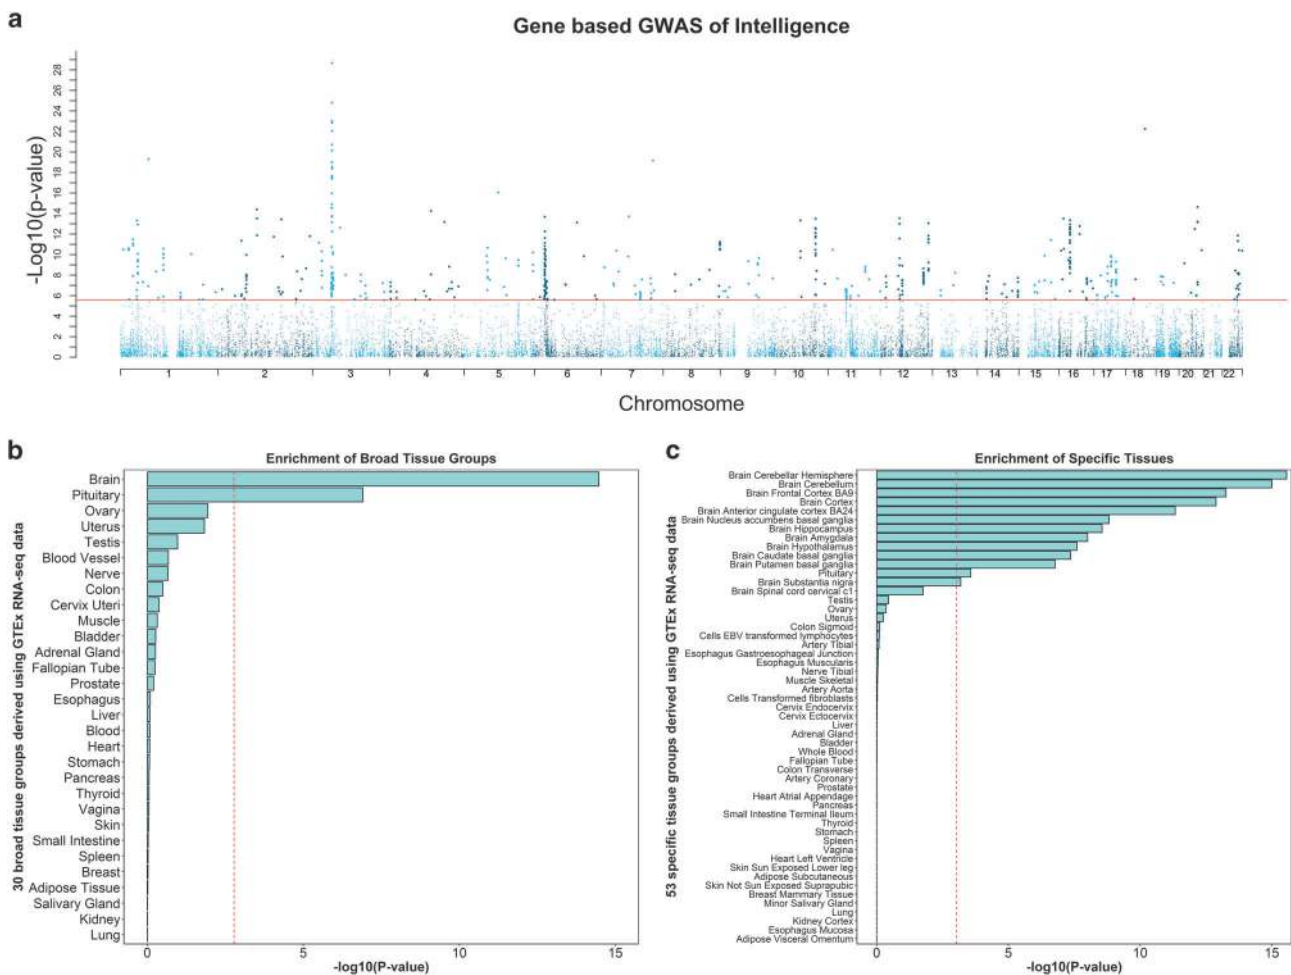 a
Gene based GWAS of Intelligence
-Log10(p-value)
28
26
24
22
20
18
16
14
12
10
8
6
4
2
0
1 2 3 4 5 6 7 8 9 10 11 12 13 14 15 16 17 18 19 20 21 22
Chromosome
b
Enrichment of Broad Tissue Groups
30 broad tissue groups derived using GTEx RNA-seq data
Brain
Pituitary
Ovary
Uterus
Testis
Blood Vessel
Nerve
Colon
Cervix Uteri
Muscle
Bladder
Adrenal Gland
Fallopian Tube
Prostate
Esophagus
Liver
Blood
Heart
Stomach
Pancreas
Thyroid
Vagina
Skin
Small Intestine
Spleen
Breast
Adipose Tissue
Salivary Gland
Kidney
Lung
0 5 10 15
-log10(P-value)
c
Enrichment of Specific Tissues
53 specific tissue groups derived using GTEx RNA-seq data
Brain Cerebellar Hemisphere
Brain Cerebellum
Brain Frontal Cortex BA9
Brain Cortex
Brain Anterior cingulate cortex BA24
Brain Nucleus accumbens basal ganglia
Brain Hippocampus
Brain Amygdala
Brain Hypothalamus
Brain Caudate basal ganglia
Brain Putamen basal ganglia
Pituitary
Brain Substantia nigra
Brain Spinal cord cervical c1
Testis
Ovary
Uterus
Colon Sigmoid
Cells EBV transformed lymphocytes
Artery Tibial
Esophagus Gastroesophageal Junction
Esophagus Muscularis
Nerve Tibial
Muscle Skeletal
Artery Aorta
Cells Transformed fibroblasts
Cervix Endocervix
Cervix Ectocervix
Liver
Adrenal Gland
Bladder
Whole Blood
Fallopian Tube
Colon Transverse
Artery Coronary
Prostate
Heart Atrial Appendage
Pancreas
Small Intestine Terminal Ileum
Thyroid
Stomach
Spleen
Vagina
Heart Left Ventricle
Skin Sun Exposed Lower leg
Adipose Subcutaneous
Skin Not Sun Exposed Suprapubic
Breast Mammary Tissue
Minor Salivary Gland
Lung
Kidney Cortex
Esophagus Mucosa
Adipose Visceral Omentum
0 5 10 15
-log10(P-value)